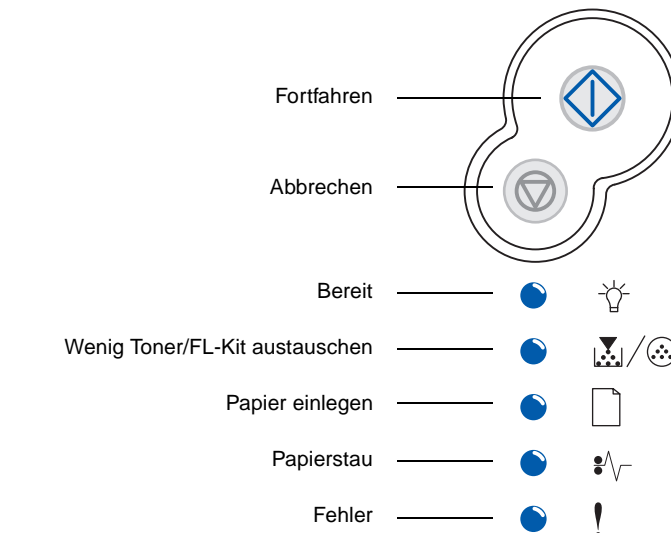 Fortfahren
Abbrechen
Bereit
Wenig Toner/FL-Kit austauschen
Papier einlegen
Papierstau
Fehler